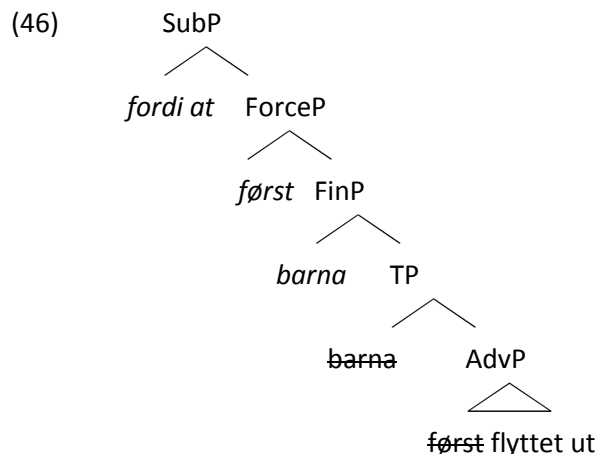 (46) SubP
fordi at ForceP
først FinP
barna TP
barna AdvP
først flyttet ut